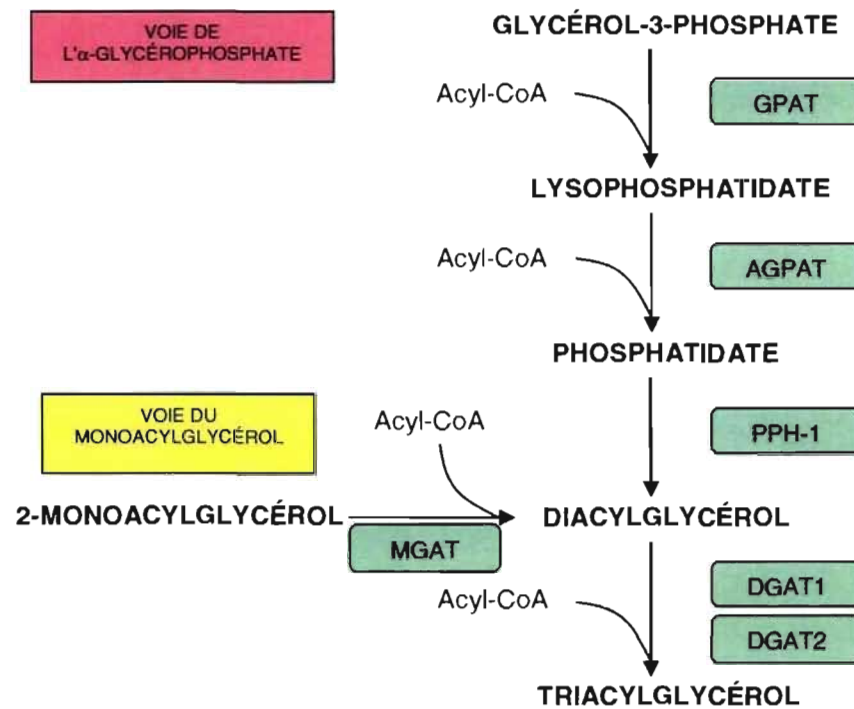 VOIE DE
L'α-GLYCÉROPHOSPHATE
GLYCÉROL-3-PHOSPHATE
Acyl-CoA
GPAT
LYSOPHOSPHATIDATE
Acyl-CoA
AGPAT
PHOSPHATIDATE
VOIE DU
MONOACYLGLYCÉROL
Acyl-CoA
PPH-1
2-MONOACYLGLYCÉROL
DIACYLGLYCÉROL
MGAT
Acyl-CoA
DGAT1
DGAT2
TRIACYLGLYCÉROL